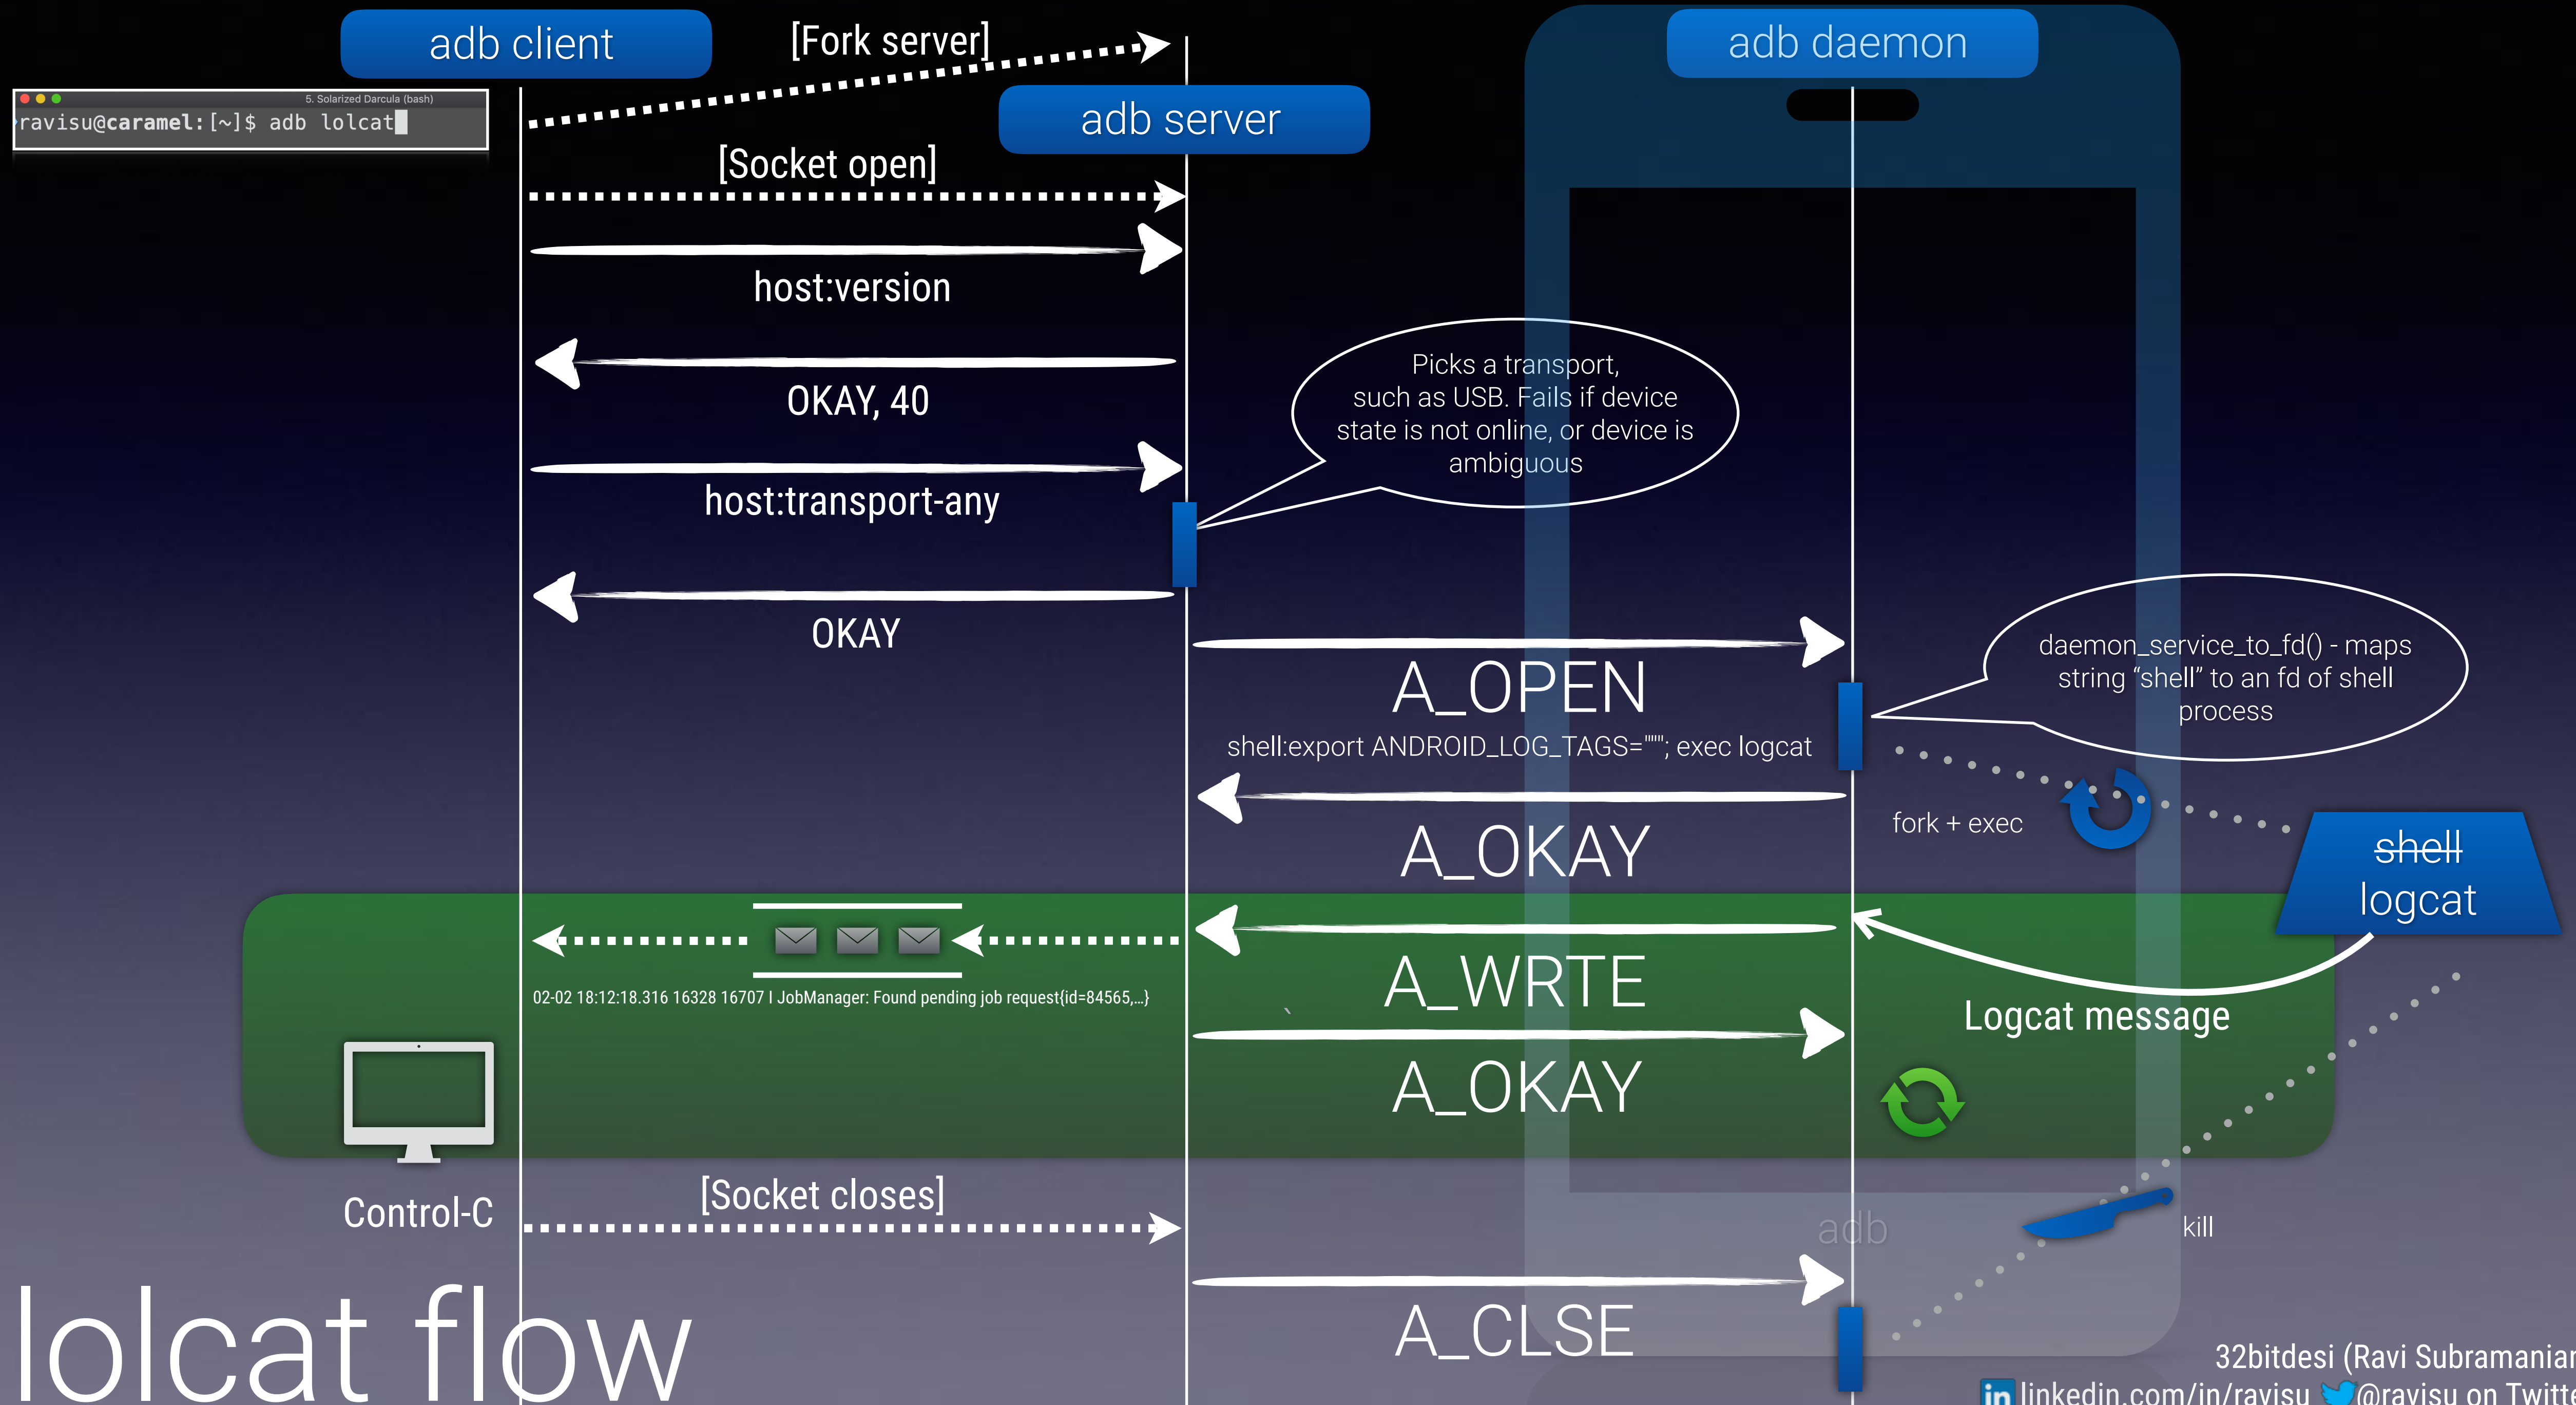 adb client
[Fork server]
adb daemon
5. Solarized Darcula (bash)
ravisu@caramel:[~]$ adb lolcat
adb server
[Socket open]
host:version
OKAY, 40
Picks a transport,
such as USB. Fails if device
state is not online, or device is
ambiguous
host:transport-any
OKAY
A_OPEN
shell:export ANDROID_LOG_TAGS=""'; exec logcat
daemon_service_to_fd() - maps
string “shell” to an fd of shell
process
A_OKAY
fork + exec
shell
logcat
02-02 18:12:18.316 16328 16707 I JobManager: Found pending job request{id=84565,…}
A_WRTE
`
Logcat message
A_OKAY
Control-C
[Socket closes]
adb
kill
A_CLSE
lolcat flow
32bitdesi (Ravi Subramanian
in linkedin.com/in/ravisu @ravisu on Twitte